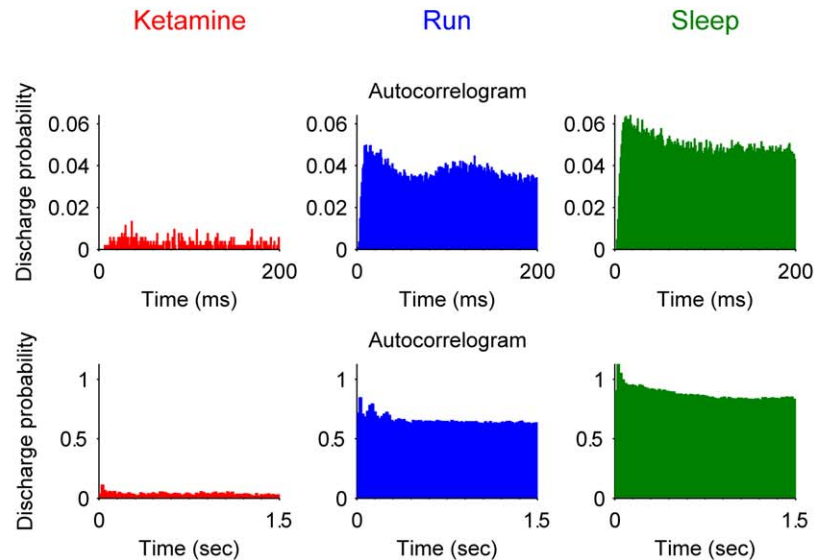 Ketamine Run Sleep
Autocorrelogram
Discharge probability
0.06 0.06 0.06
0.04 0.04 0.04
0.02 0.02 0.02
0 0 0
0 200 0 200 0 200
Time (ms) Time (ms) Time (ms)
Autocorrelogram
Discharge probability
1 1 1
0.5 0.5 0.5
0 0 0
0 1.5 0 1.5 0 1.5
Time (sec) Time (sec) Time (sec)